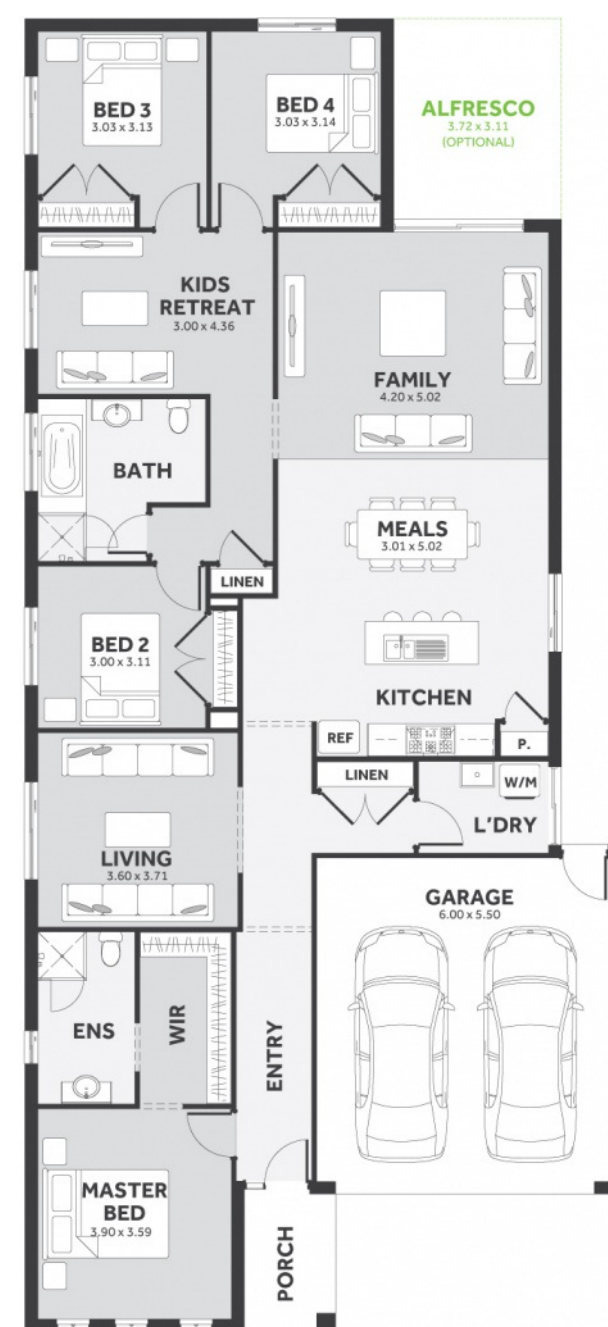 BED 3
3.03 x 3.13
BED 4
3.03 x 3.14
ALFRESCO
3.72 x 3.11
(OPTIONAL)
KIDS
RETREAT
3.00 x 4.36
FAMILY
4.20 x 5.02
BATH
MEALS
3.01 x 5.02
LINEN
BED 2
3.00 x 3.11
KITCHEN
REF
P.
LINEN
W/M
L'DRY
LIVING
3.60 x 3.71
GARAGE
6.00 x 5.50
ENS
WIR
ENTRY
MASTER
BED
3.90 x 3.59
PORCH